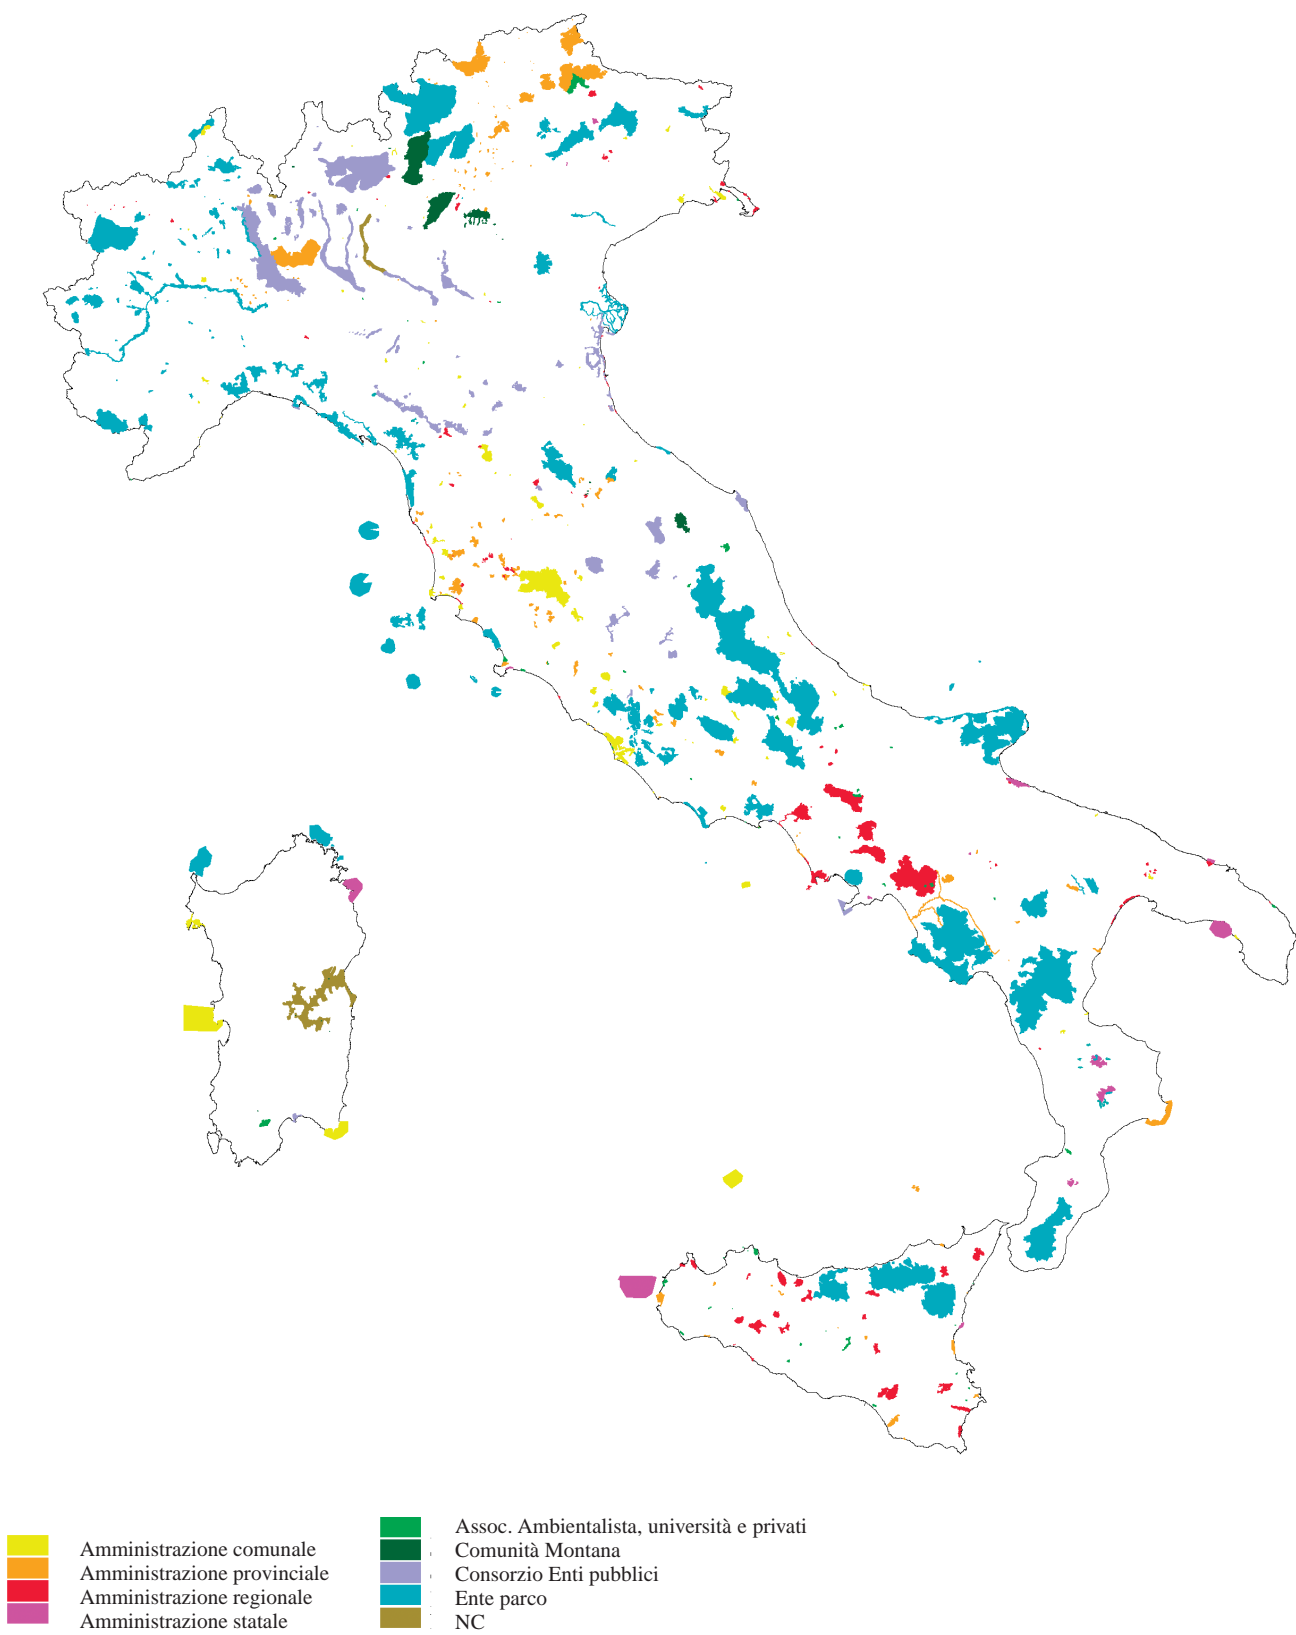 Amministrazione comunale
Amministrazione provinciale
Amministrazione regionale
Amministrazione statale
Assoc. Ambientalista, università e privati
Comunità Montana
Consorzio Enti pubblici
Ente parco
NC